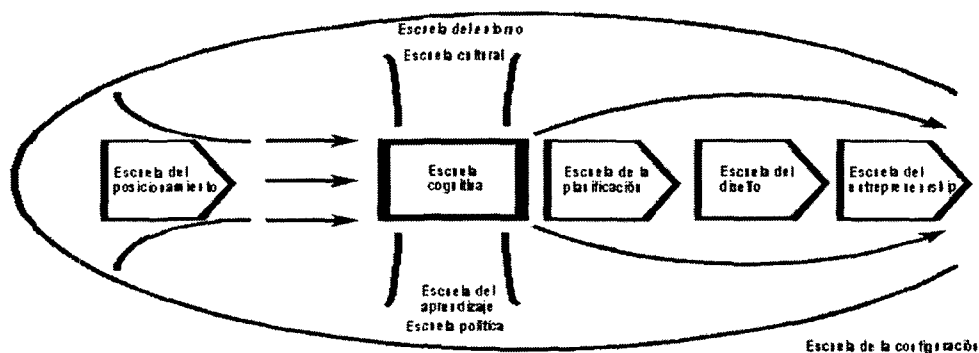 Escuela del entorno
Escuela cultural
Escuela del
posicionamiento
Escuela
cognitiva
Escuela de la
planificación
Escuela del
diseño
Escuela del
entrepreneurship
Escuela del
aprendizaje
Escuela política
Escuela de la configuración